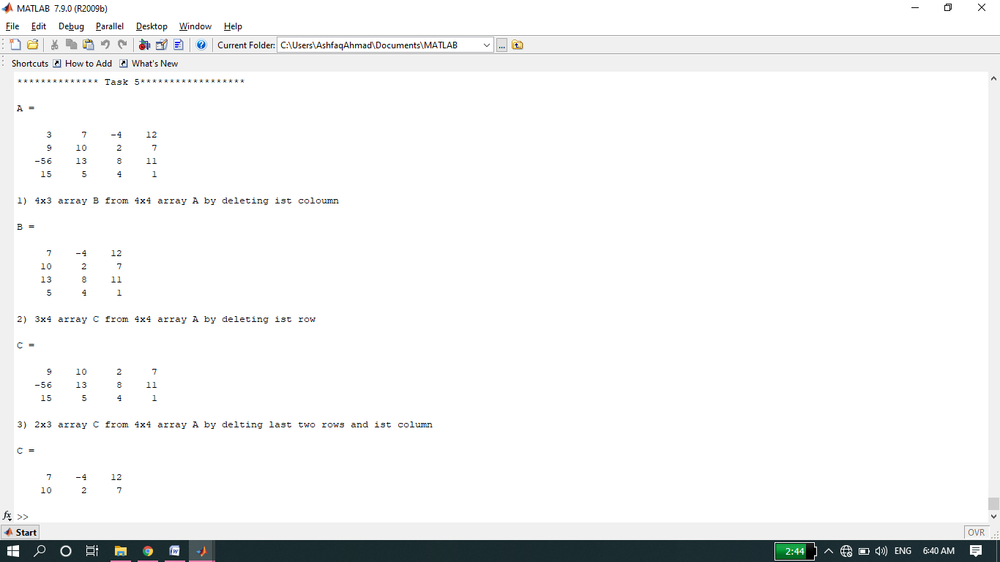 MATLAB 7.9.0 (R2009b)
File Edit Debug Parallel Desktop Window Help
Current Folder: C:\Users\AshfaqAhmad\Documents\MATLAB ...
Shortcuts How to Add What's New
************** Task 5******************
A =
3 7 -4 12
9 10 2 7
-56 13 8 11
15 5 4 1
1) 4x3 array B from 4x4 array A by deleting ist coloumn
B =
7 -4 12
10 2 7
13 8 11
5 4 1
2) 3x4 array C from 4x4 array A by deleting ist row
C =
9 10 2 7
-56 13 8 11
15 5 4 1
3) 2x3 array C from 4x4 array A by delting last two rows and ist column
C =
7 -4 12
10 2 7
fx >>
Start OVR
2:44 ENG 6:40 AM